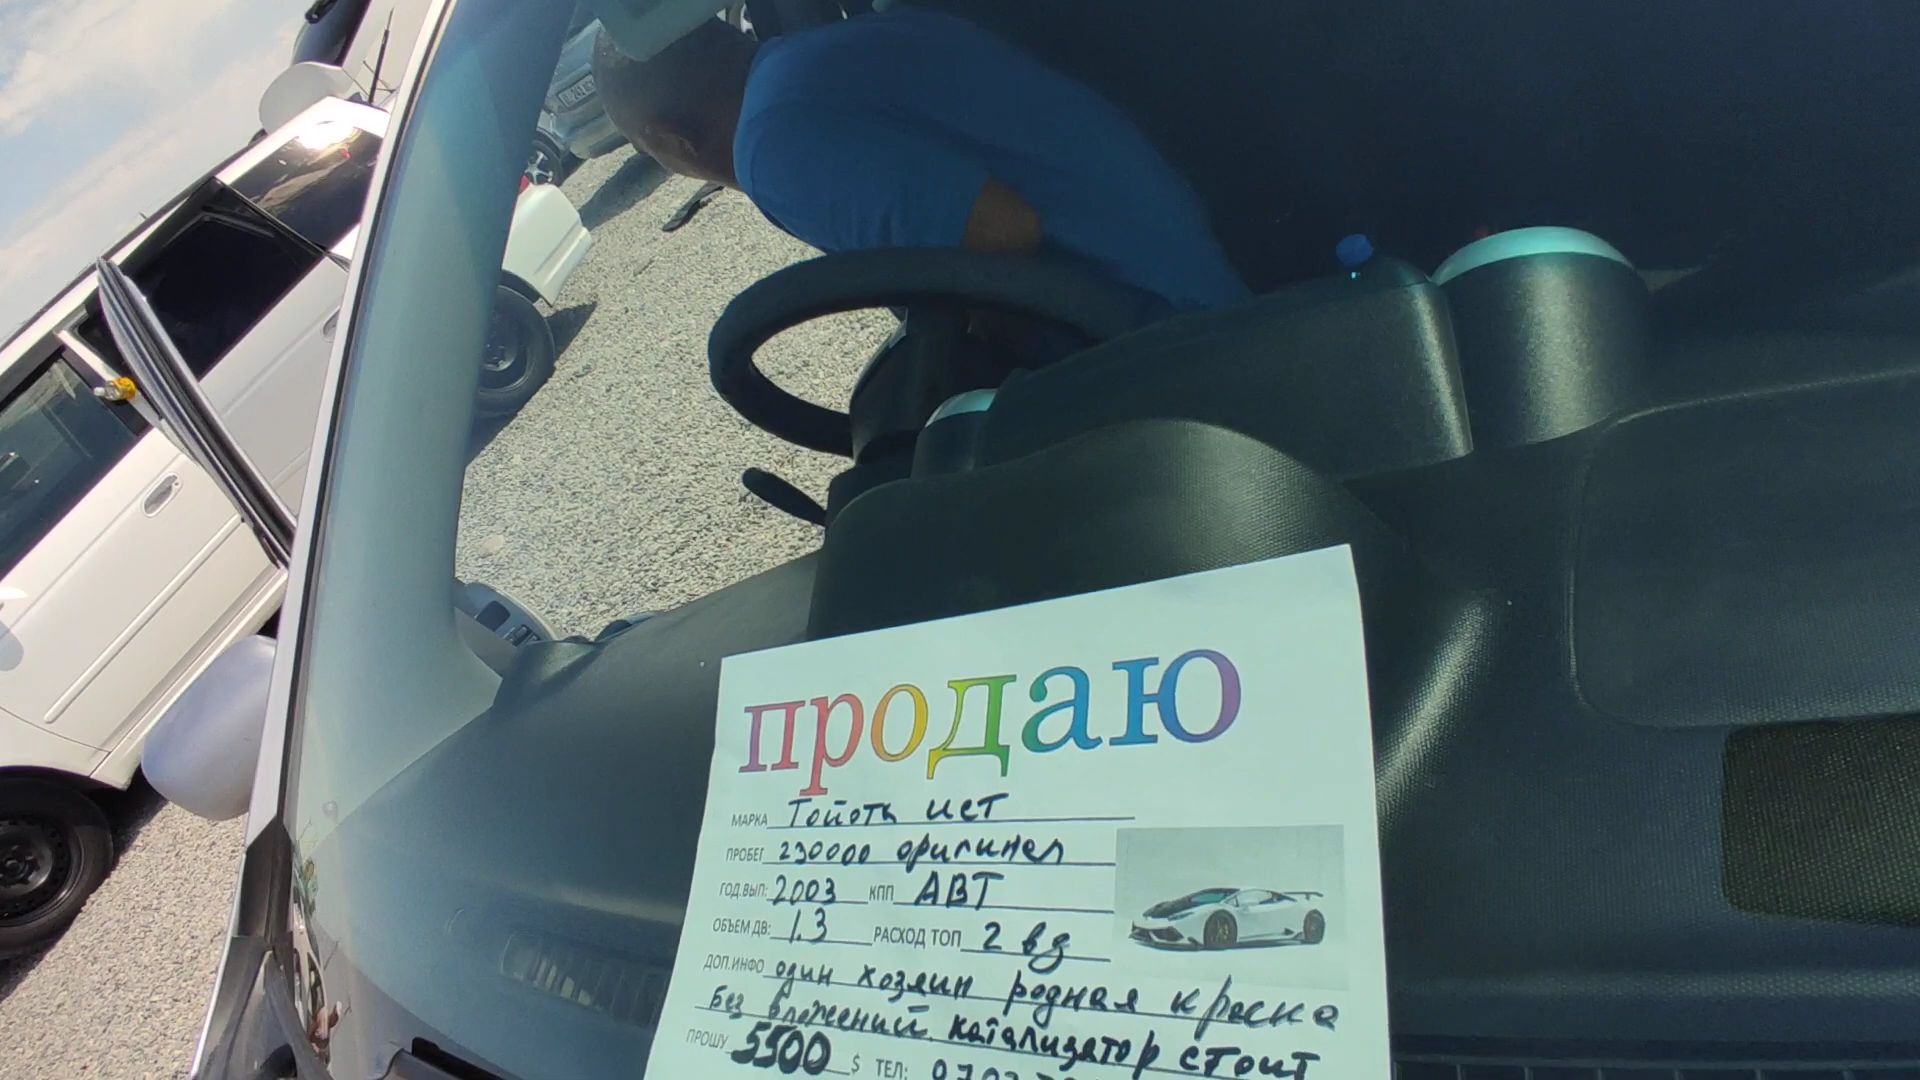 продаю
МАРКА Тойота ист
ПРОБЕГ 230000 оригинал
ГОД.ВЫП: 2003 КПП АВТ
ОБЪЕМ ДВ: 1.3 РАСХОД ТОП 2 вд
ДОП.ИНФО один хозяин родная краска
без вложений. катализатор стоит
ПРОШУ 5500 $ ТЕЛ: